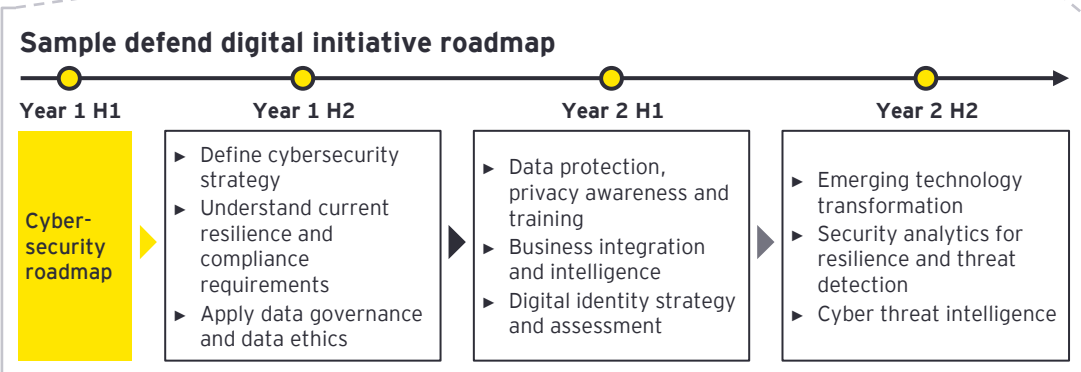 Sample defend digital initiative roadmap
Year 1 H1
Year 1 H2
Year 2 H1
Year 2 H2
Cyber-
security
roadmap
► Define cybersecurity
strategy
► Understand current
resilience and
compliance
requirements
► Apply data governance
and data ethics
► Data protection,
privacy awareness and
training
► Business integration
and intelligence
► Digital identity strategy
and assessment
► Emerging technology
transformation
► Security analytics for
resilience and threat
detection
► Cyber threat intelligence